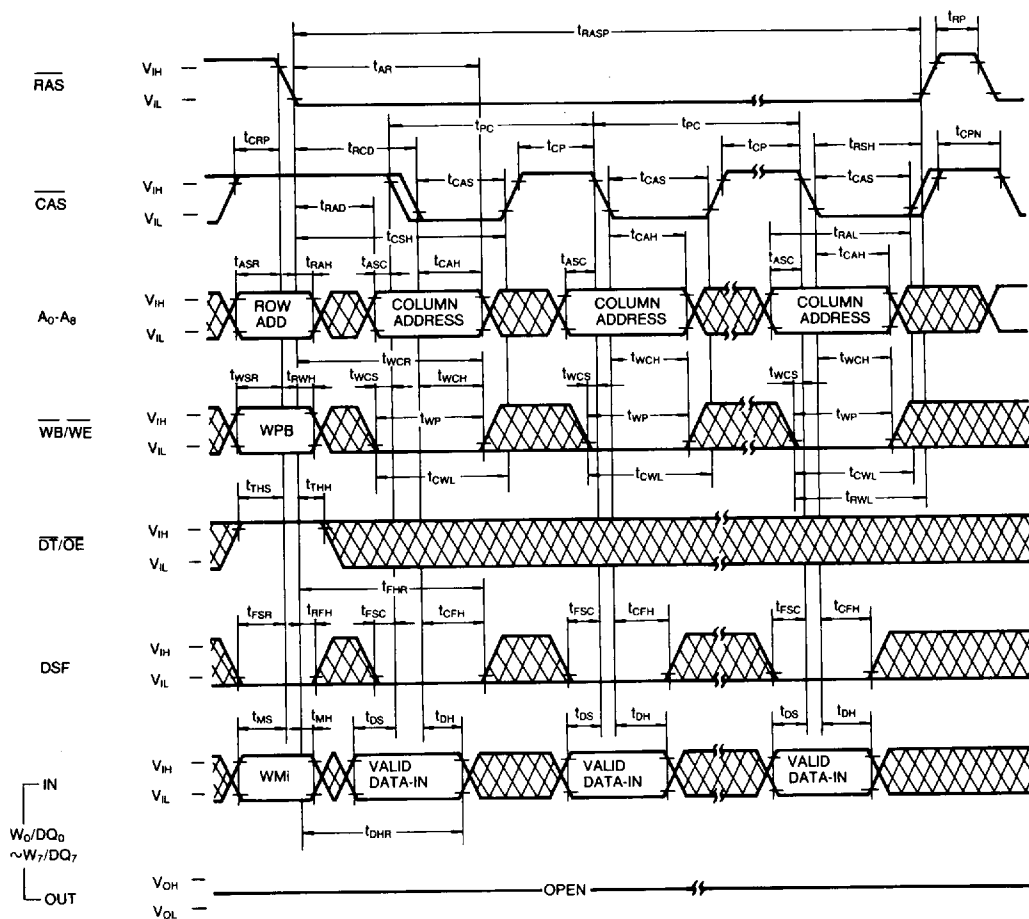 tRASP tRP
RAS VIH tAR
VIL
tPC tPC
tCRP tRCD tCP tCP tRSH tCPN
CAS VIH tCAS tCAS tCAS
VIL tRAD
tCSH tCAH tRAL
tASR tRAH tASC tCAH tASC tASC tCAH
A0-A8 VIH ROW ADD COLUMN ADDRESS COLUMN ADDRESS COLUMN ADDRESS
VIL
tWCR tWCH tWCH
tWSR tRWH tWCS tWCH tWCS tWCS
WB/WE VIH WPB tWP tWP tWP
VIL
tCWL tCWL tCWL
tTHS tTHH tRWL
DT/OE VIH
VIL
tFHR
tFSR tRFH tFSC tCFH tFSC tCFH tFSC tCFH
DSF VIH
VIL
tMS tMH tDS tDH tDS tDH tDS tDH
VIH WMi VALID DATA-IN VALID DATA-IN VALID DATA-IN
IN VIL
tDHR
W0/DQ0
~W7/DQ7
OUT VOH OPEN
VOL